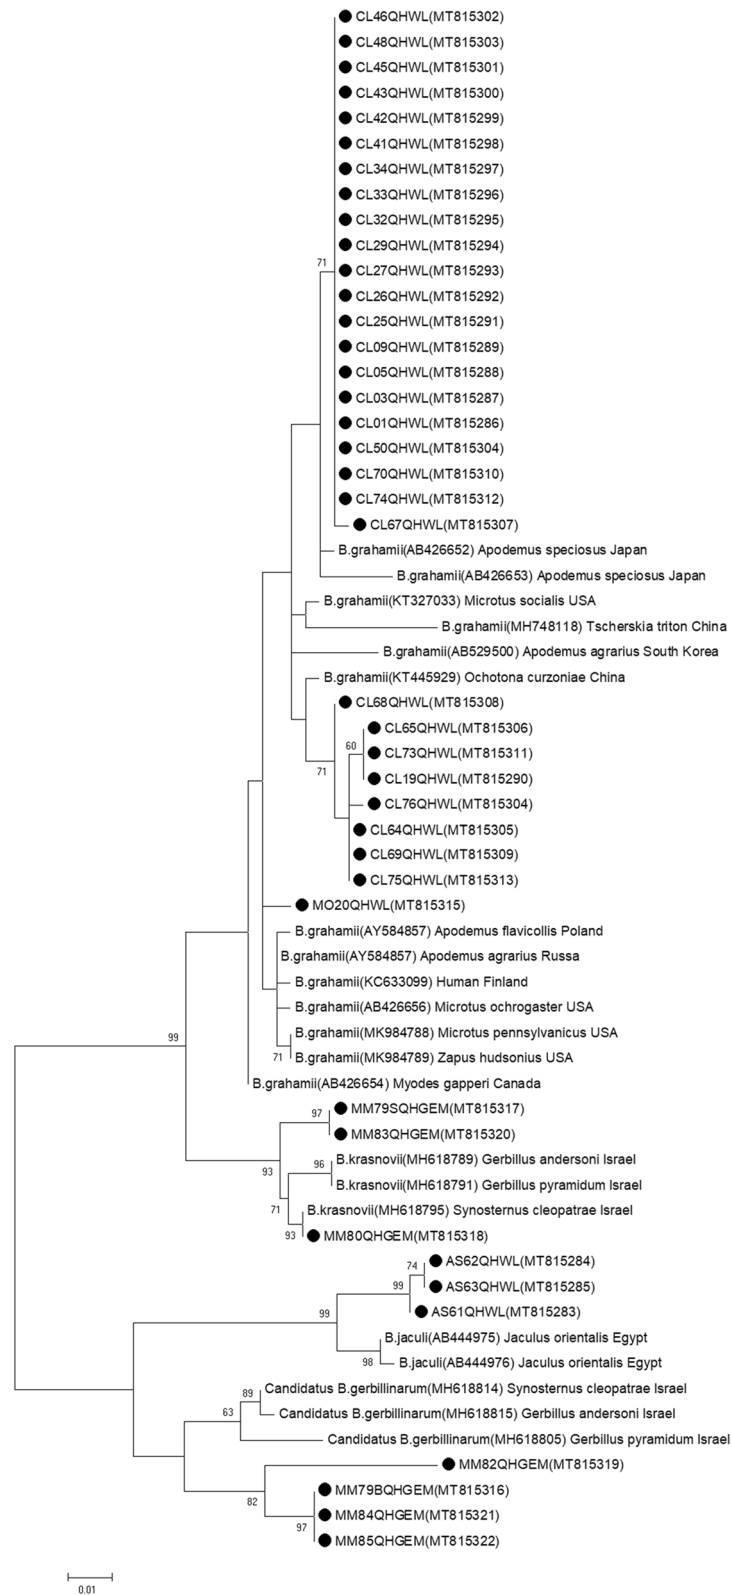 CL46QHWL(MT815302)
CL48QHWL(MT815303)
CL45QHWL(MT815301)
CL43QHWL(MT815300)
CL42QHWL(MT815299)
CL41QHWL(MT815298)
CL34QHWL(MT815297)
CL33QHWL(MT815296)
CL32QHWL(MT815295)
CL29QHWL(MT815294)
71
CL27QHWL(MT815293)
CL26QHWL(MT815292)
CL25QHWL(MT815291)
CL09QHWL(MT815289)
CL05QHWL(MT815288)
CL03QHWL(MT815287)
CL01QHWL(MT815286)
CL50QHWL(MT815304)
CL70QHWL(MT815310)
CL74QHWL(MT815312)
CL67QHWL(MT815307)
B.grahamii(AB426652) Apodemus speciosus Japan
B.grahamii(AB426653) Apodemus speciosus Japan
B.grahamii(KT327033) Microtus socialis USA
B.grahamii(MH748118) Tscherskia triton China
B.grahamii(AB529500) Apodemus agrarius South Korea
B.grahamii(KT445929) Ochotona curzoniae China
CL68QHWL(MT815308)
CL65QHWL(MT815306)
60
CL73QHWL(MT815311)
71
CL19QHWL(MT815290)
CL76QHWL(MT815304)
CL64QHWL(MT815305)
CL69QHWL(MT815309)
CL75QHWL(MT815313)
MO20QHWL(MT815315)
B.grahamii(AY584857) Apodemus flavicollis Poland
B.grahamii(AY584857) Apodemus agrarius Russa
B.grahamii(KC633099) Human Finland
B.grahamii(AB426656) Microtus ochrogaster USA
99
B.grahamii(MK984788) Microtus pennsylvanicus USA
71
B.grahamii(MK984789) Zapus hudsonius USA
B.grahamii(AB426654) Myodes gapperi Canada
97
MM79SQHGEM(MT815317)
MM83QHGEM(MT815320)
93
B.krasnovii(MH618789) Gerbillus andersoni Israel
96
B.krasnovii(MH618791) Gerbillus pyramidum Israel
71
B.krasnovii(MH618795) Synosternus cleopatrae Israel
93
MM80QHGEM(MT815318)
74
AS62QHWL(MT815284)
99
AS63QHWL(MT815285)
99
AS61QHWL(MT815283)
B.jaculi(AB444975) Jaculus orientalis Egypt
98
B.jaculi(AB444976) Jaculus orientalis Egypt
89
Candidatus B.gerbillinarum(MH618814) Synosternus cleopatrae Israel
63
Candidatus B.gerbillinarum(MH618815) Gerbillus andersoni Israel
Candidatus B.gerbillinarum(MH618805) Gerbillus pyramidum Israel
MM82QHGEM(MT815319)
82
MM79BQHGEM(MT815316)
MM84QHGEM(MT815321)
97
MM85QHGEM(MT815322)
0.01